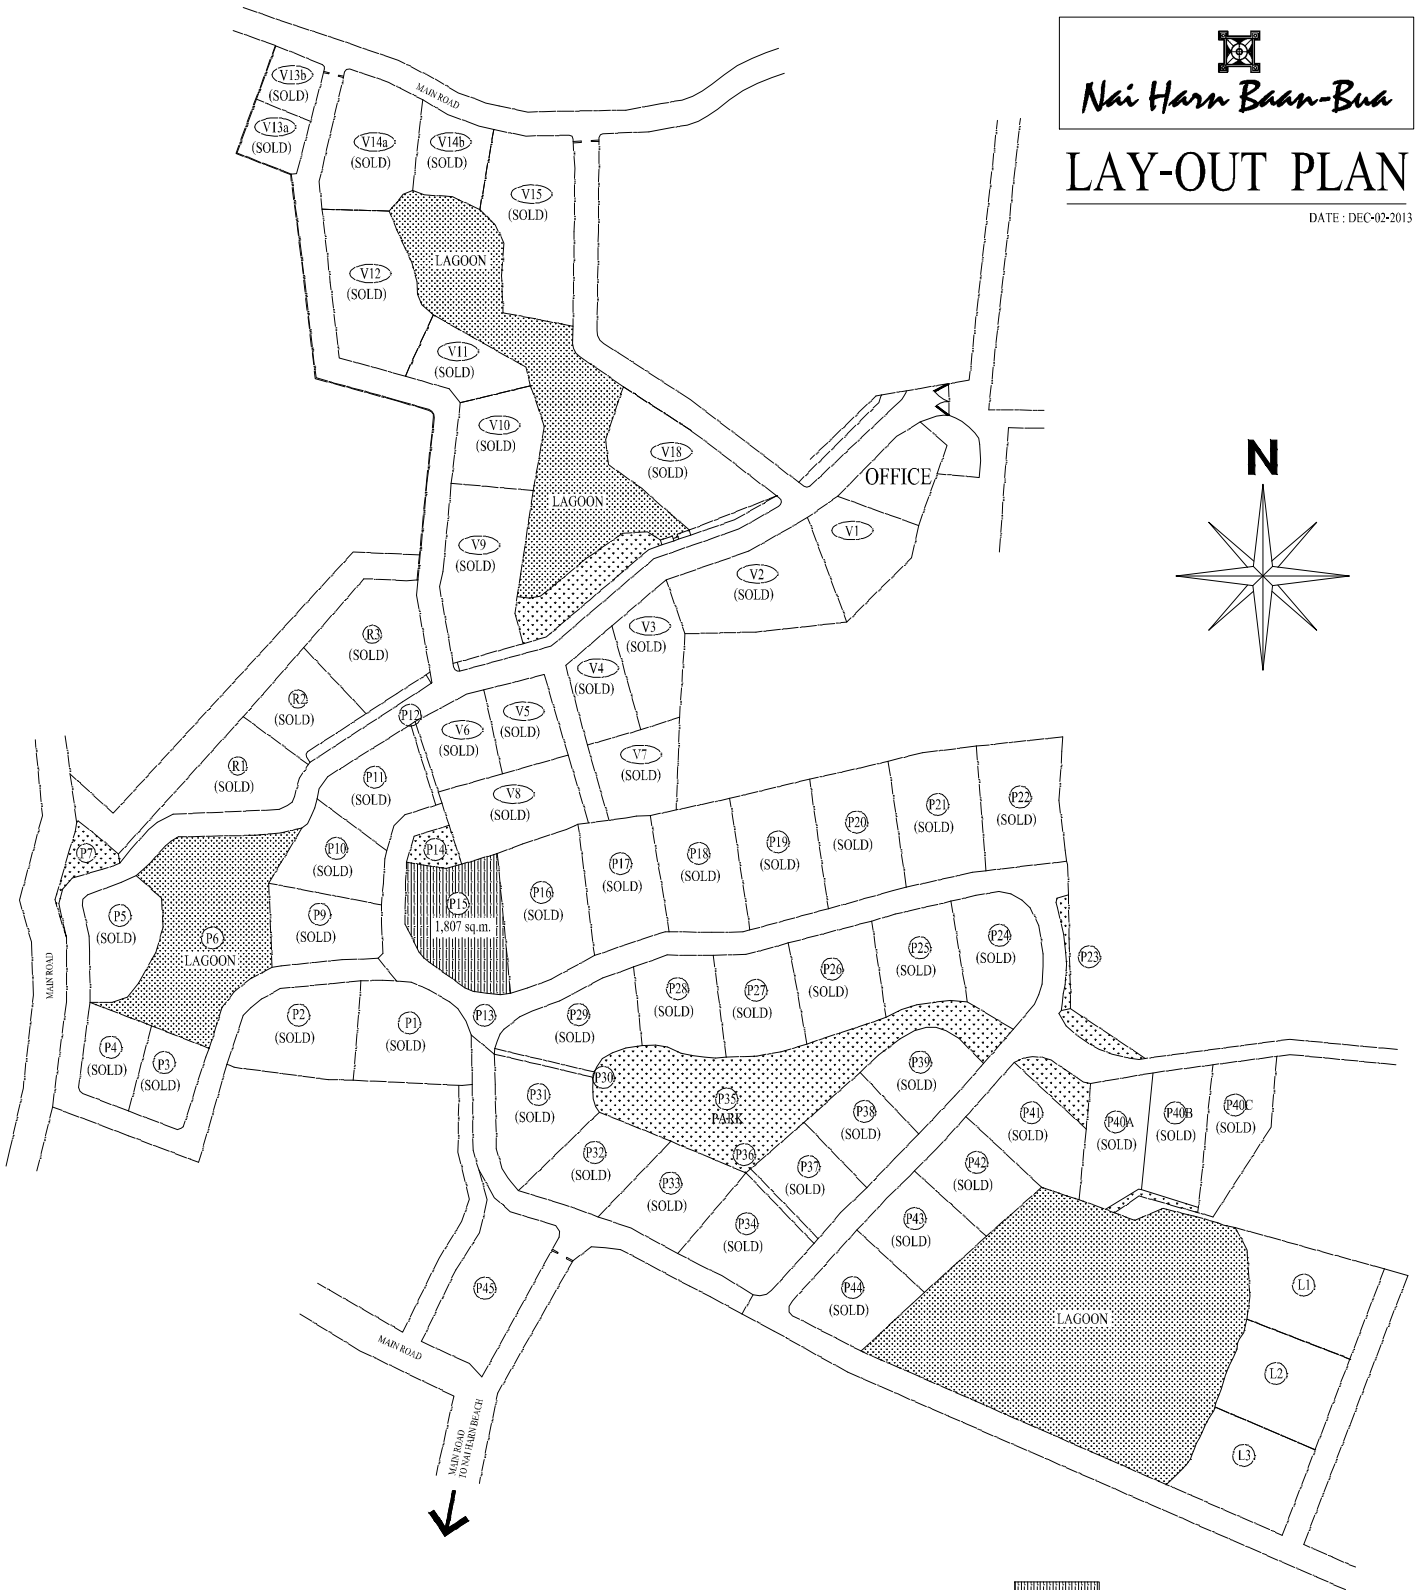 Nai Harn Baan-Bua
LAY-OUT PLAN
DATE : DEC-02-2013
N
V13b
(SOLD)
V13a
(SOLD)
MAIN ROAD
V14a
(SOLD)
V14b
(SOLD)
V15
(SOLD)
LAGOON
V12
(SOLD)
V11
(SOLD)
V10
(SOLD)
V18
(SOLD)
OFFICE
LAGOON
V1
V9
(SOLD)
V2
(SOLD)
R3
(SOLD)
V3
(SOLD)
V4
(SOLD)
R2
(SOLD)
P12
V6
(SOLD)
V5
(SOLD)
V7
(SOLD)
R1
(SOLD)
P11
(SOLD)
V8
(SOLD)
P22
(SOLD)
P21
(SOLD)
P20
(SOLD)
P19
(SOLD)
P18
(SOLD)
P17
(SOLD)
P7
P10
(SOLD)
P14
P16
(SOLD)
P15
1,807 sq.m.
P5
(SOLD)
P9
(SOLD)
P6
LAGOON
MAIN ROAD
P24
(SOLD)
P25
(SOLD)
P23
P26
(SOLD)
P27
(SOLD)
P28
(SOLD)
P2
(SOLD)
P1
(SOLD)
P13
P29
(SOLD)
P4
(SOLD)
P3
(SOLD)
P30
P31
(SOLD)
P35
PARK
P39
(SOLD)
P38
(SOLD)
P41
(SOLD)
P40A
(SOLD)
P40B
(SOLD)
P40C
(SOLD)
P32
(SOLD)
P36
P37
(SOLD)
P42
(SOLD)
P33
(SOLD)
P34
(SOLD)
P43
(SOLD)
P45
P44
(SOLD)
L1
LAGOON
MAIN ROAD
L2
L3
MAIN ROAD
TO NAI HARN BEACH